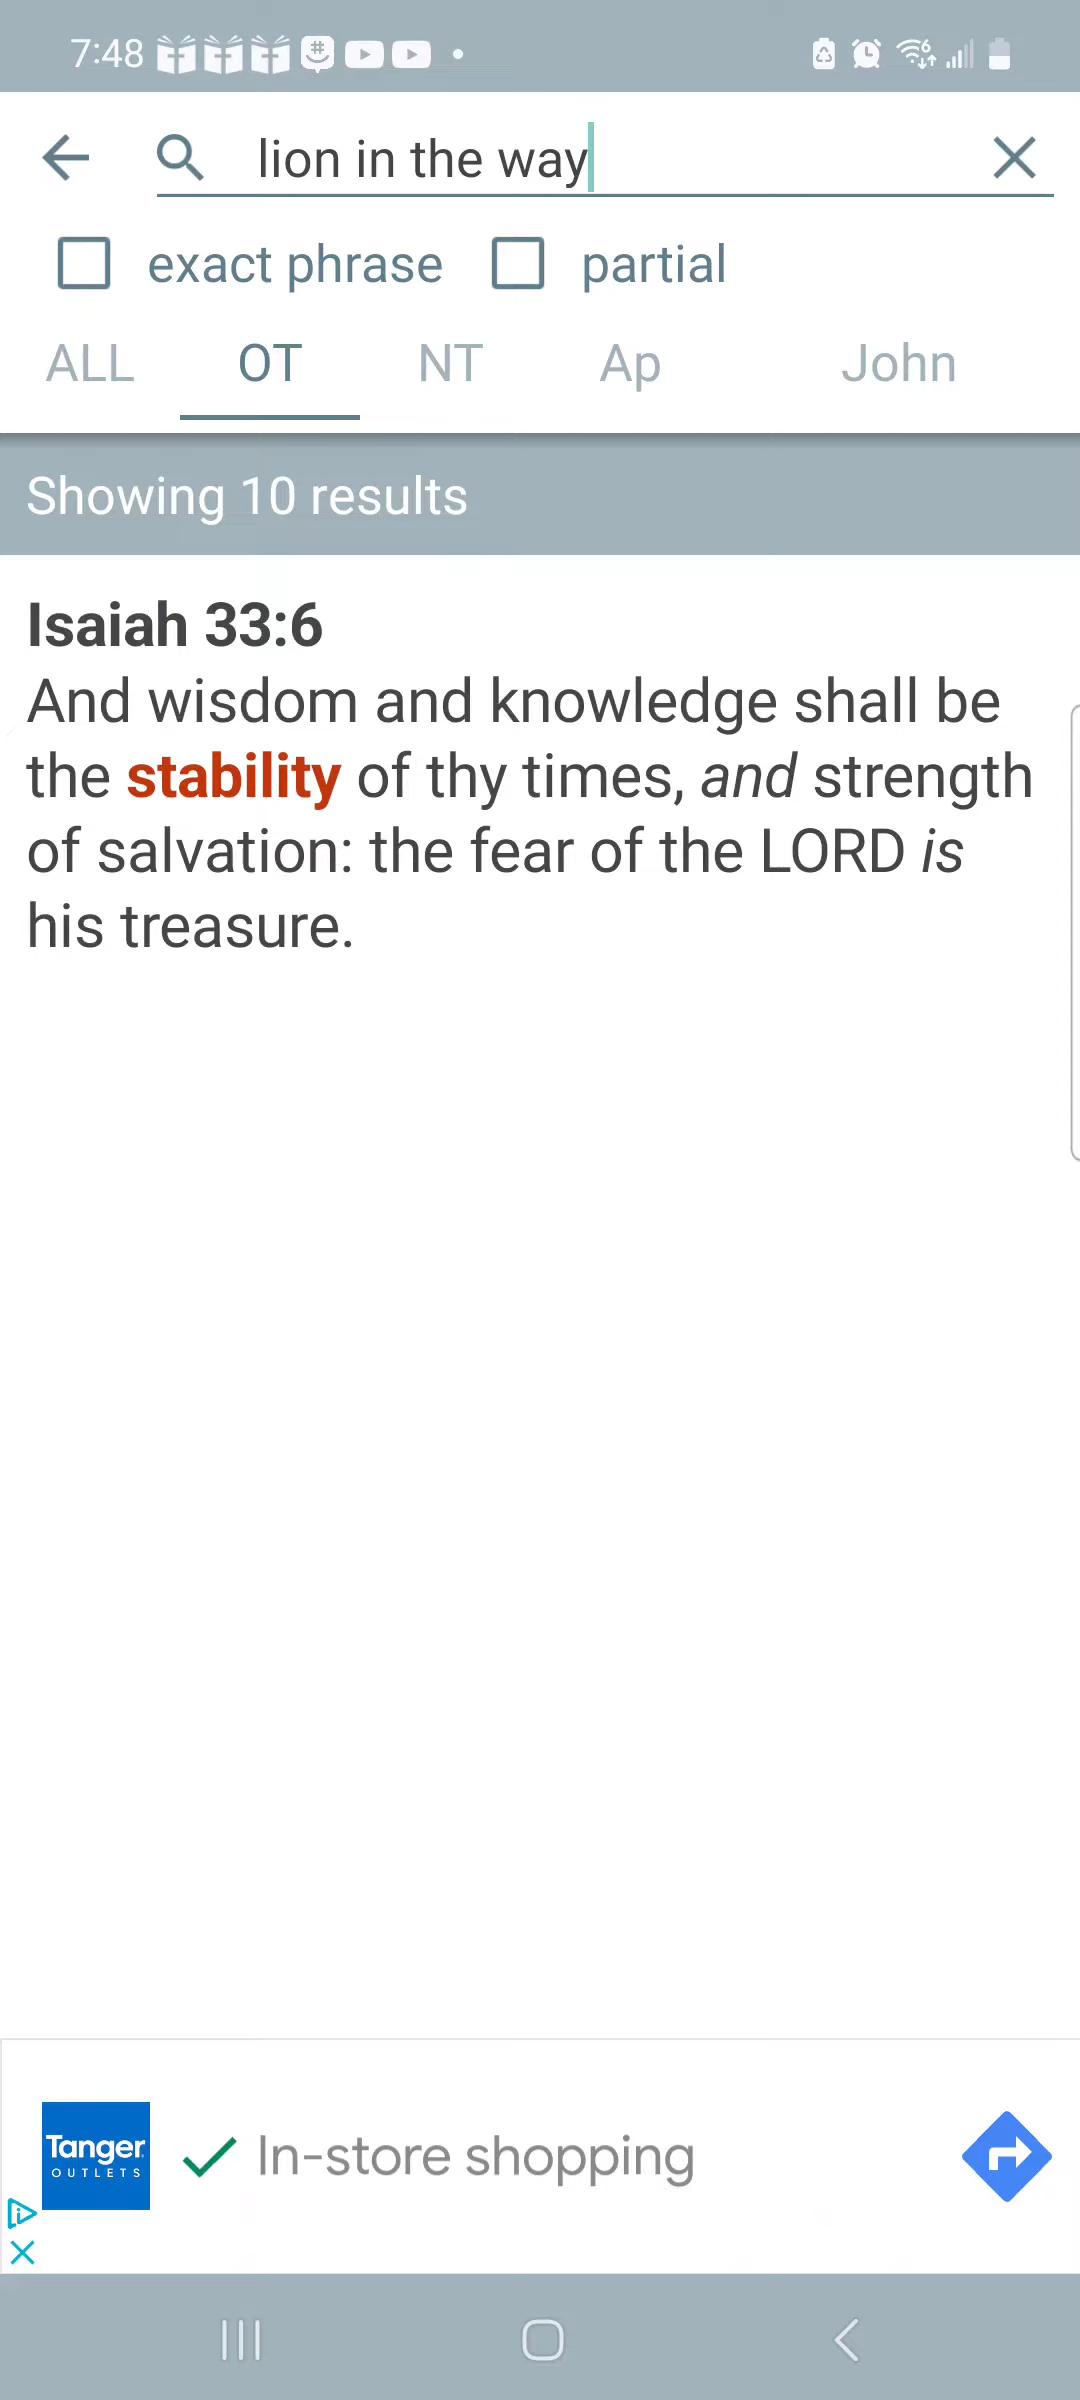 7:48
lion in the way
exact phrase partial
ALL OT NT Ap John
Showing 10 results
Isaiah 33:6
And wisdom and knowledge shall be
the stability of thy times, and strength
of salvation: the fear of the LORD is
his treasure.
Tanger
OUTLETS
In-store shopping